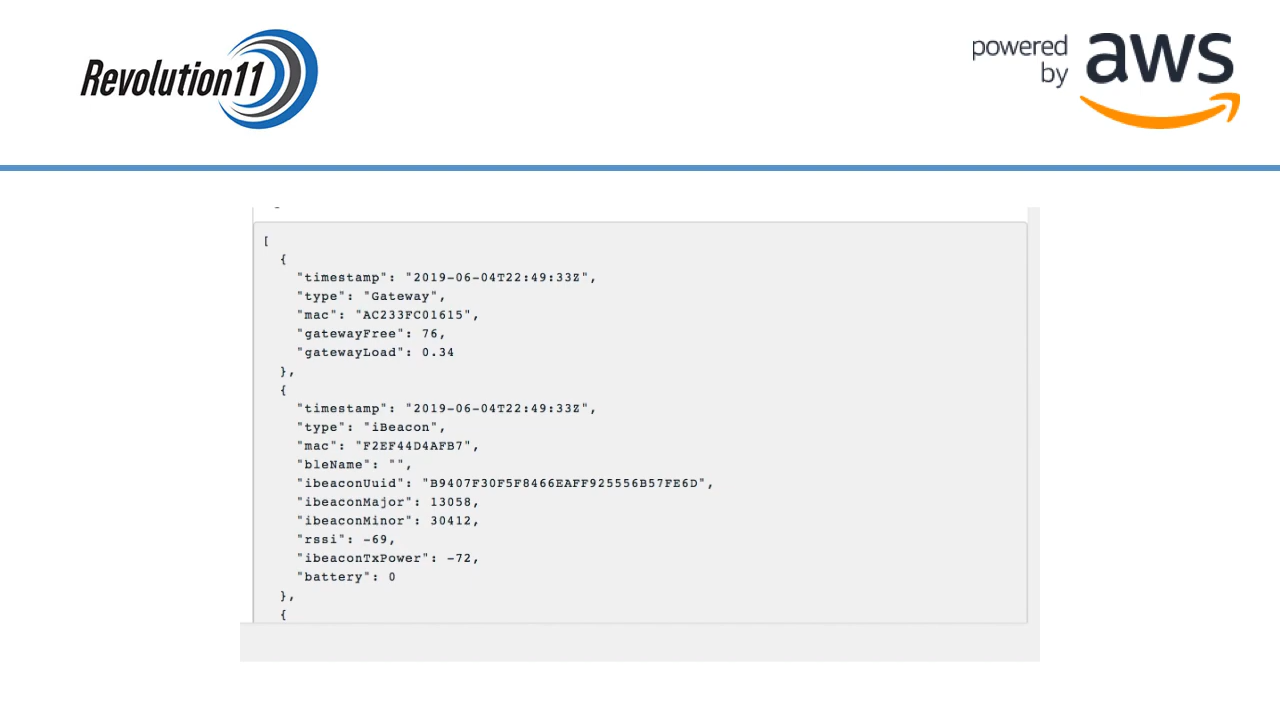 Revolution11
powered
by
aws
[
{
"timestamp": "2019-06-04T22:49:33Z",
"type": "Gateway",
"mac": "AC233FC01615",
"gatewayFree": 76,
"gatewayLoad": 0.34
},
{
"timestamp": "2019-06-04T22:49:33Z",
"type": "iBeacon",
"mac": "F2EF44D4AFB7",
"bleName": "",
"ibeaconUuid": "B9407F30F5F8466EAFF925556B57FE6D",
"ibeaconMajor": 13058,
"ibeaconMinor": 30412,
"rssi": -69,
"ibeaconTxPower": -72,
"battery": 0
},
{